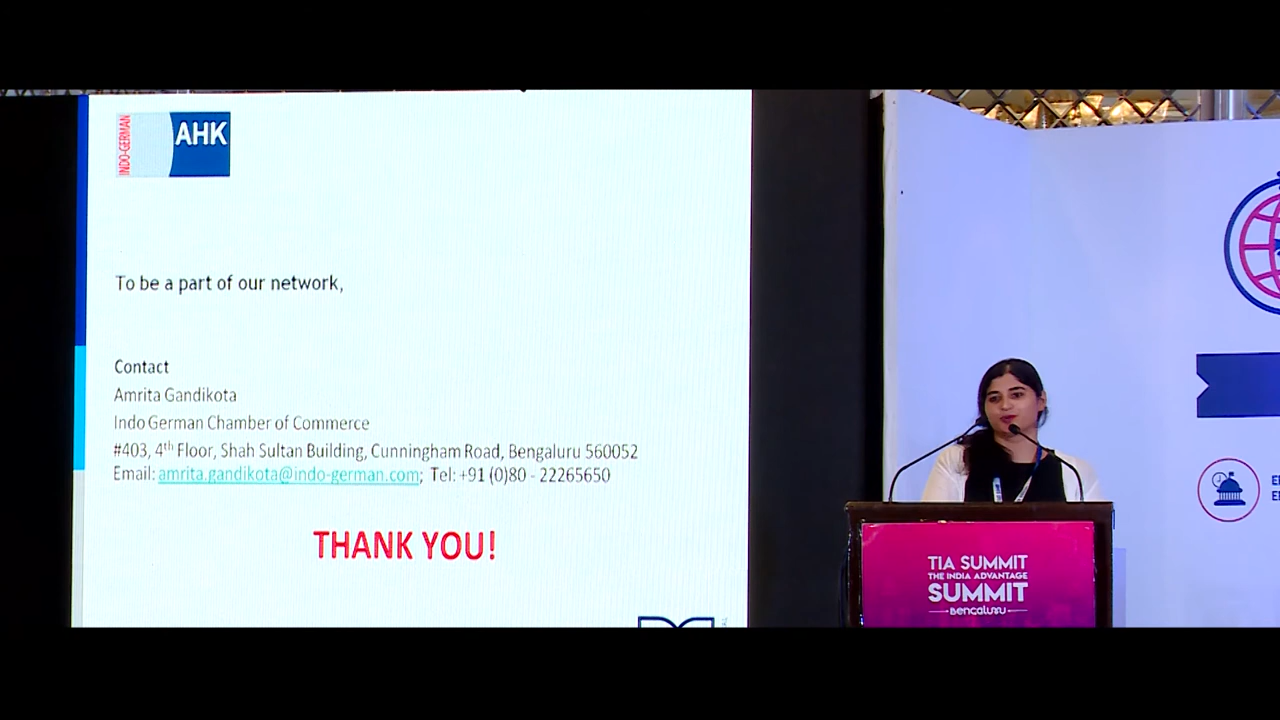 INDO-GERMAN
AHK
To be a part of our network,
Contact
Amrita Gandikota
Indo German Chamber of Commerce
#403, 4th Floor, Shah Sultan Building, Cunningham Road, Bengaluru 560052
Email: amrita.gandikota@indo-german.com; Tel: +91 (0)80 - 22265650
THANK YOU!
TIA SUMMIT
THE INDIA ADVANTAGE
SUMMIT
BENGALURU